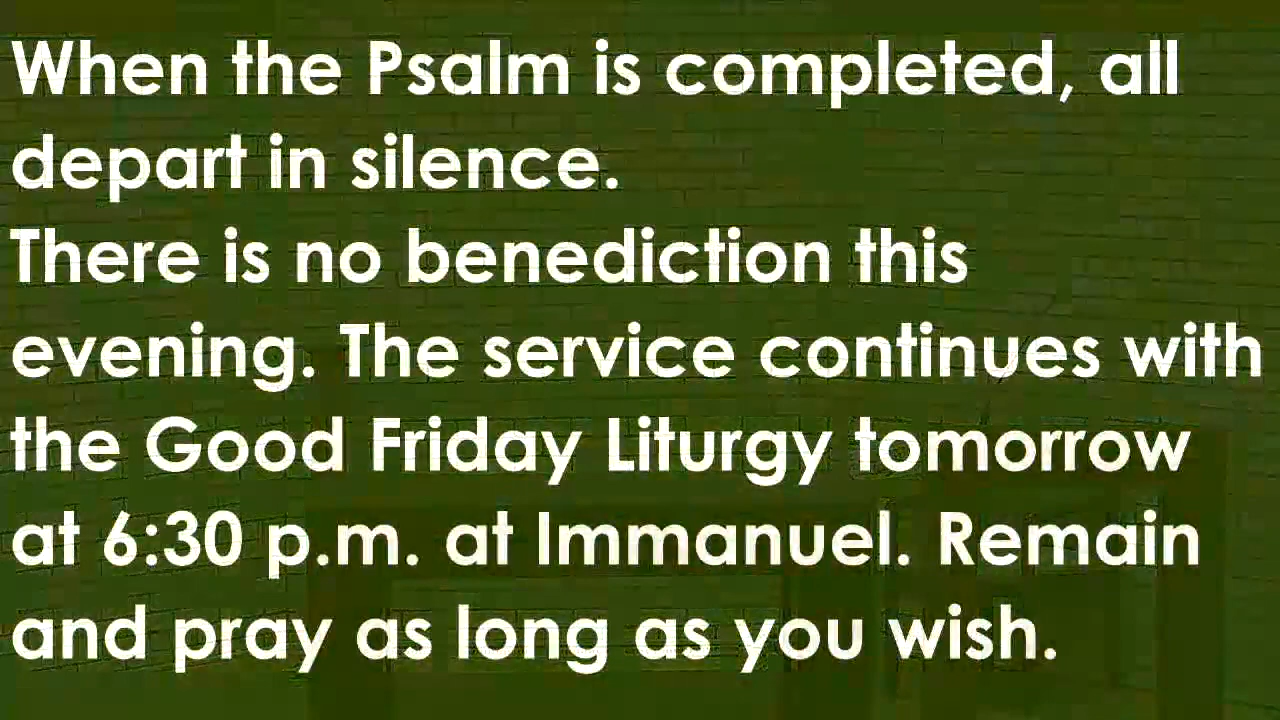 When the Psalm is completed, all
depart in silence.
There is no benediction this
evening. The service continues with
the Good Friday Liturgy tomorrow
at 6:30 p.m. at Immanuel. Remain
and pray as long as you wish.